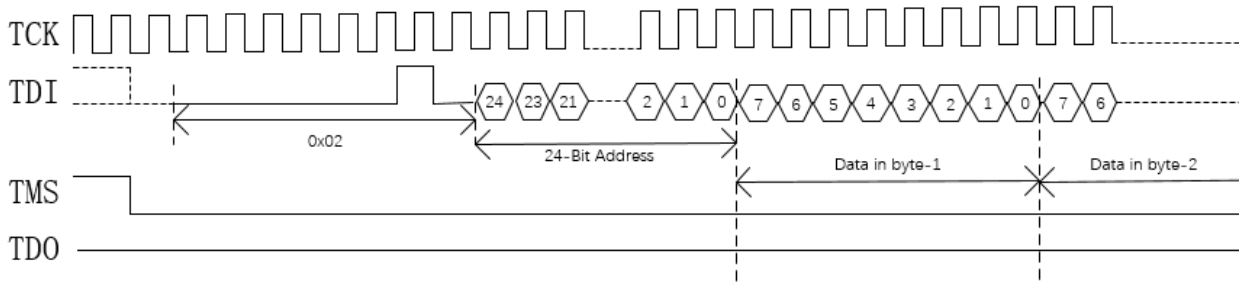 TCK
TDI
24 23 21 2 1 0 7 6 5 4 3 2 1 0 7 6
0x02
24-Bit Address
Data in byte-1
Data in byte-2
TMS
TDO